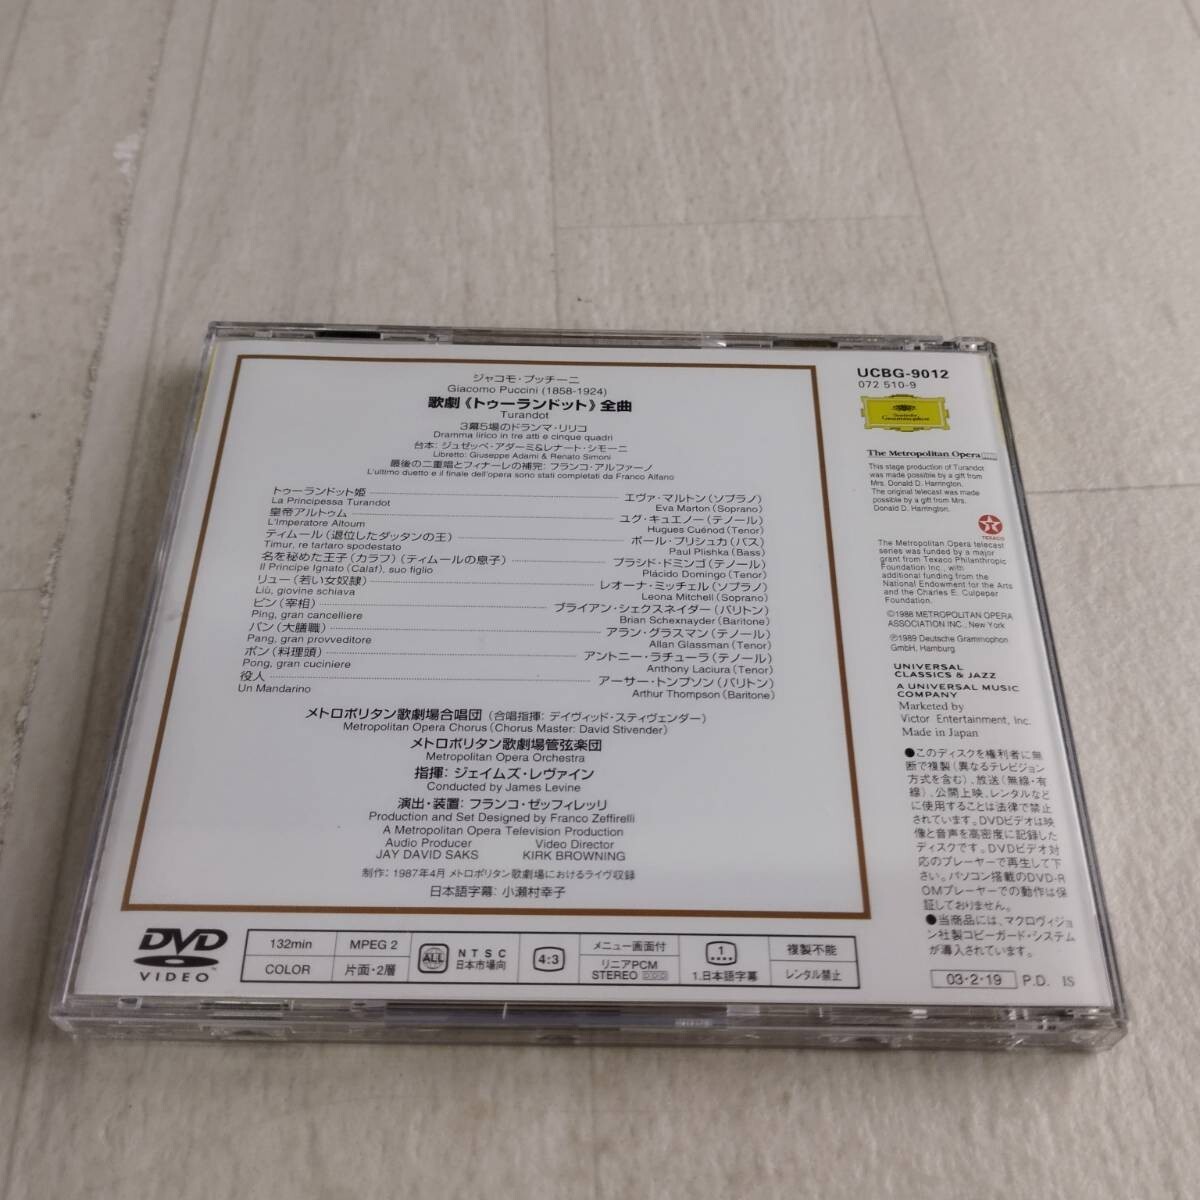 ジャコモ・プッチーニ
Giacomo Puccini (1858-1924)
歌劇《トゥーランドット》全曲
Turandot
3幕5場のドランマ・リリコ
Dramma lirico in tre atti e cinque quadri
台本: ジュゼッペ・アダーミ&レナート・シモーニ
Libretto: Giuseppe Adami & Renato Simoni
最後の二重唱とフィナーレの補完: フランコ・アルファーノ
L'ultimo duetto e il finale dell'opera sono stati completati da Franco Alfano
トゥーランドット姫 エヴァ・マルトン(ソプラノ)
La Principessa Turandot Eva Marton (Soprano)
皇帝アルトゥム ユグ・キュエノー(テノール)
L'Imperatore Altoum Hugues Cuénod (Tenor)
ティムール(退位したダッタンの王) ポール・プリシュカ(バス)
Timur, re tartaro spodestato Paul Plishka (Bass)
名を秘めた王子(カラフ)(ティムールの息子) プラシド・ドミンゴ(テノール)
Il Principe Ignato (Calaf), suo figlio Plácido Domingo (Tenor)
リュー(若い女奴隷) レオーナ・ミッチェル(ソプラノ)
Liù, giovine schiava Leona Mitchell (Soprano)
ピン(宰相) ブライアン・シェクスネイダー(バリトン)
Ping, gran cancelliere Brian Schexnayder (Baritone)
パン(大膳職) アラン・グラスマン(テノール)
Pang, gran provveditore Allan Glassman (Tenor)
ポン(料理頭) アントニー・ラチューラ(テノール)
Pong, gran cuciniere Anthony Laciura (Tenor)
役人 アーサー・トンプソン(バリトン)
Un Mandarino Arthur Thompson (Baritone)
メトロポリタン歌劇場合唱団(合唱指揮: デイヴィッド・スティヴェンダー)
Metropolitan Opera Chorus (Chorus Master: David Stivender)
メトロポリタン歌劇場管弦楽団
Metropolitan Opera Orchestra
指揮: ジェイムズ・レヴァイン
Conducted by James Levine
演出・装置: フランコ・ゼッフィレッリ
Production and Set Designed by Franco Zeffirelli
A Metropolitan Opera Television Production
Audio Producer Video Director
JAY DAVID SAKS KIRK BROWNING
制作: 1987年4月 メトロポリタン歌劇場におけるライヴ収録
日本語字幕: 小瀬村幸子
DVD
VIDEO
132min MPEG 2
COLOR 片面・2層
ALL
NTSC
日本市場向
4:3
メニュー画面付
リニアPCM
STEREO
1
1.日本語字幕
複製不能
レンタル禁止
UCBG-9012
072 510-9
Deutsche
Grammophon
The Metropolitan Opera
This stage production of Turandot
was made possible by a gift from
Mrs. Donald D. Harrington.
The original telecast was made
possible by a gift from Mrs.
Donald D. Harrington.
TEXACO
The Metropolitan Opera telecast
series was funded by a major
grant from Texaco Philanthropic
Foundation Inc., with
additional funding from the
National Endowment for the Arts
and the Charles E. Culpeper
Foundation.
©1988 METROPOLITAN OPERA
ASSOCIATION INC., New York
℗1989 Deutsche Grammophon
GmbH, Hamburg
UNIVERSAL
CLASSICS & JAZZ
A UNIVERSAL MUSIC
COMPANY
Marketed by
Victor Entertainment, Inc.
Made in Japan
●このディスクを権利者に無
断で複製(異なるテレビジョン
方式を含む)、放送(無線・有
線)、公開上映、レンタルなど
に使用することは法律で禁止
されています。DVDビデオは映
像と音声を高密度に記録した
ディスクです。DVDビデオ対
応のプレーヤーで再生して下
さい。パソコン搭載のDVD-R
OMプレーヤーでの動作は保
証しておりません。
●当商品には、マクロヴィジョ
ン社製コピーガード・システム
が導入されています。
03・2・19 P.D. IS